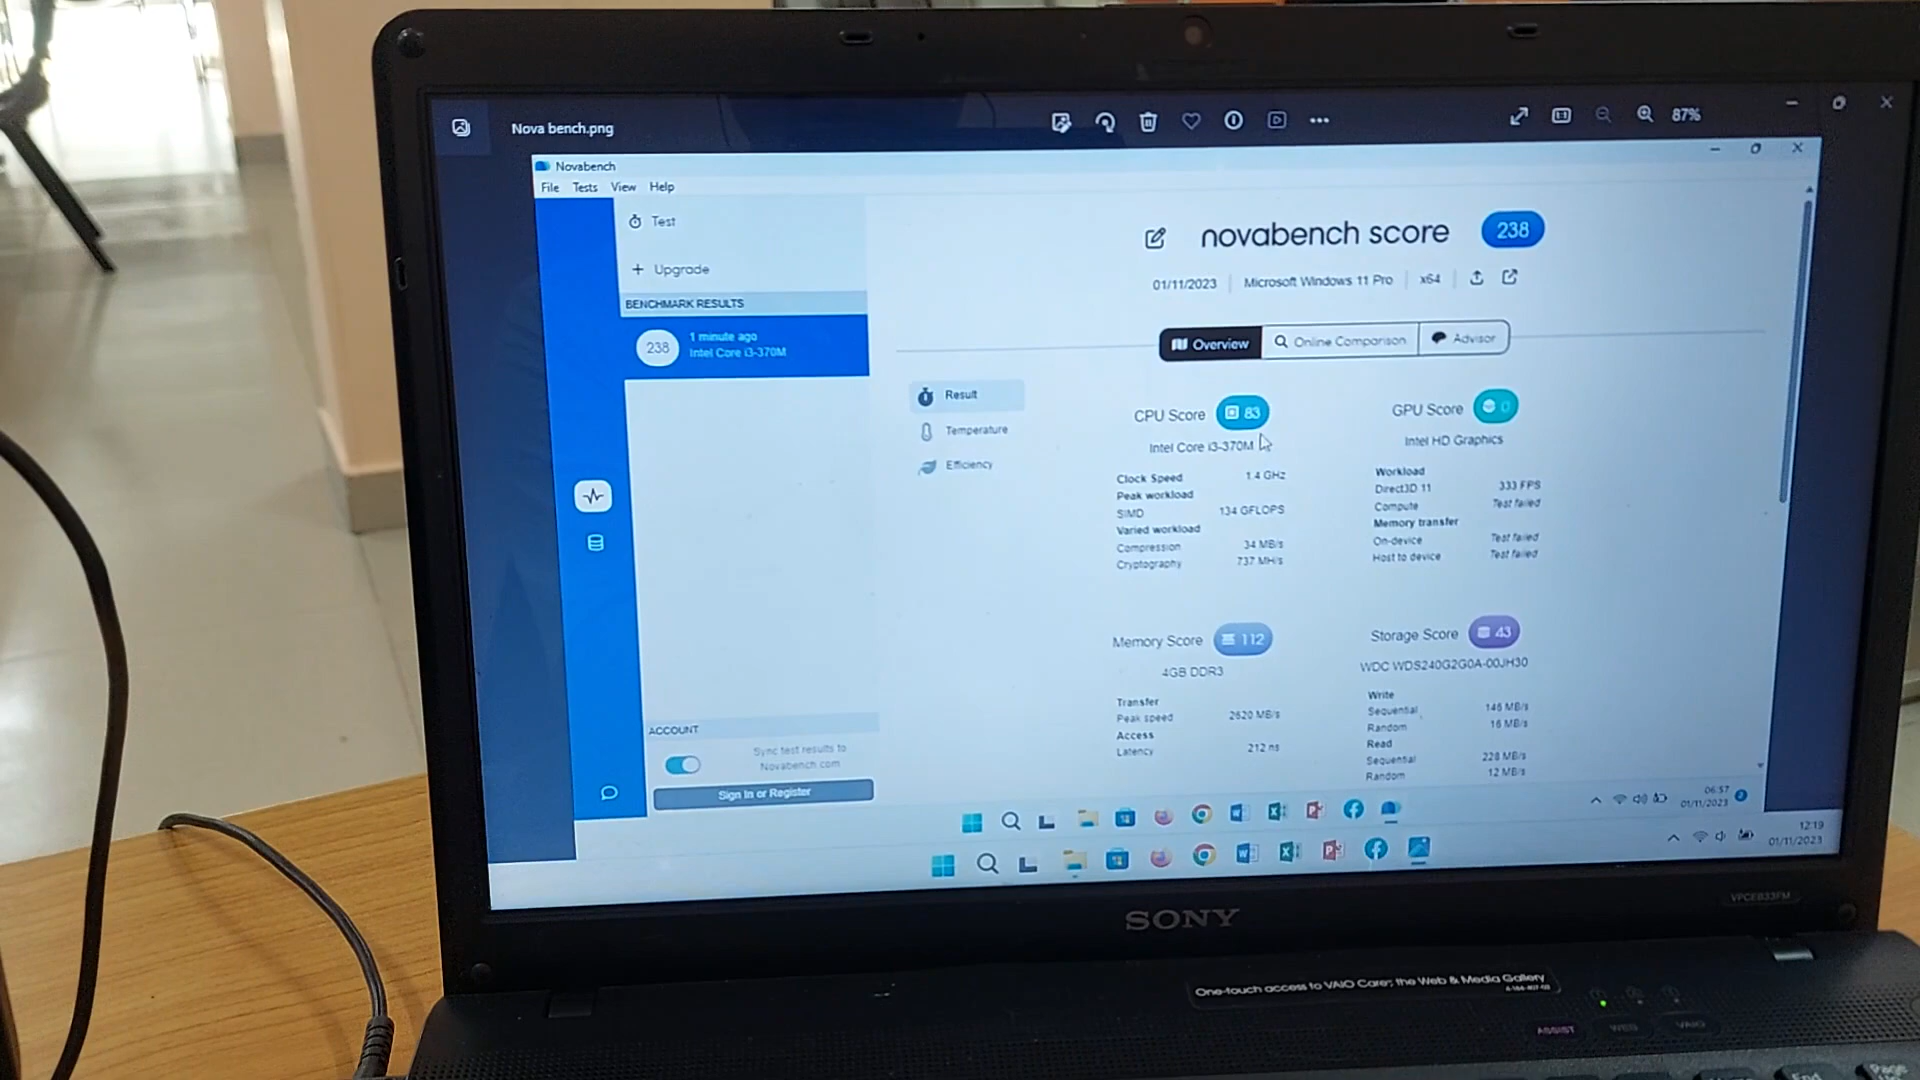 Nova bench.png
87%
Novabench
File Tests View Help
Test
+ Upgrade
BENCHMARK RESULTS
238
1 minute ago
Intel Core i3-370M
novabench score 238
01/11/2023 Microsoft Windows 11 Pro x64
Overview Online Comparison Advisor
Result
Temperature
Efficiency
CPU Score 83
Intel Core i3-370M
Clock Speed 1.4 GHz
Peak workload
SIMD 134 GFLOPS
Varied workload
Compression 34 MB/s
Cryptography 737 MH/s
GPU Score 0
Intel HD Graphics
Workload
Direct3D 11 333 FPS
Compute Test failed
Memory transfer
On-device Test failed
Host to device Test failed
Memory Score 112
4GB DDR3
Transfer
Peak speed 2620 MB/s
Access
Latency 212 ns
Storage Score 43
WDC WDS240G2G0A-00JH30
Write
Sequential 146 MB/s
Random 16 MB/s
Read
Sequential 228 MB/s
Random 12 MB/s
ACCOUNT
Sync test results to
Novabench.com
Sign In or Register
06:57
01/11/2023
2
12:19
01/11/2023
SONY
VPCEB33FM
One-touch access to VAIO Care; the Web & Media Gallery
ASSIST WEB VAIO
End
Page